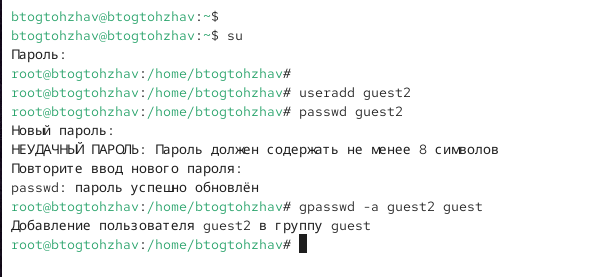 btogtohzhav@btogtohzhav:~$
btogtohzhav@btogtohzhav:~$ su
Пароль:
root@btogtohzhav:/home/btogtohzhav#
root@btogtohzhav:/home/btogtohzhav# useradd guest2
root@btogtohzhav:/home/btogtohzhav# passwd guest2
Новый пароль:
НЕУДАЧНЫЙ ПАРОЛЬ: Пароль должен содержать не менее 8 символов
Повторите ввод нового пароля:
passwd: пароль успешно обновлён
root@btogtohzhav:/home/btogtohzhav# gpasswd -a guest2 guest
Добавление пользователя guest2 в группу guest
root@btogtohzhav:/home/btogtohzhav#